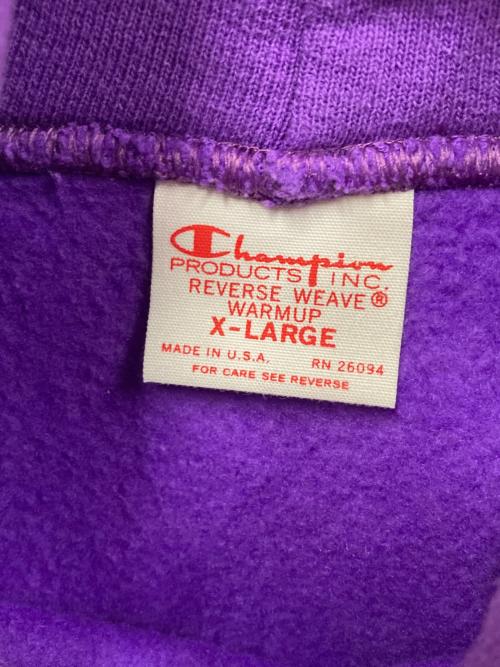 Champion
PRODUCTS INC.
REVERSE WEAVE®
WARMUP
X-LARGE
MADE IN U.S.A. RN 26094
FOR CARE SEE REVERSE